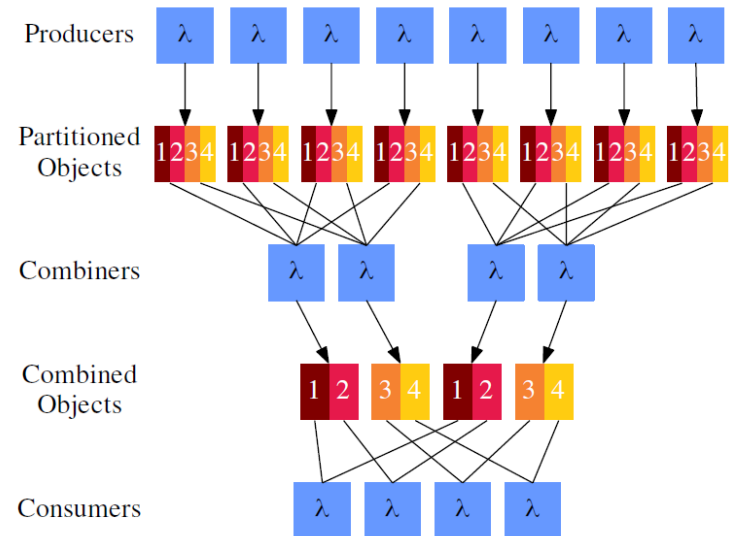 Producers λ λ λ λ λ λ λ λ
Partitioned
Objects
1234 1234 1234 1234 1234 1234 1234 1234
Combiners λ λ λ λ
Combined
Objects
1 2 3 4 1 2 3 4
Consumers λ λ λ λ